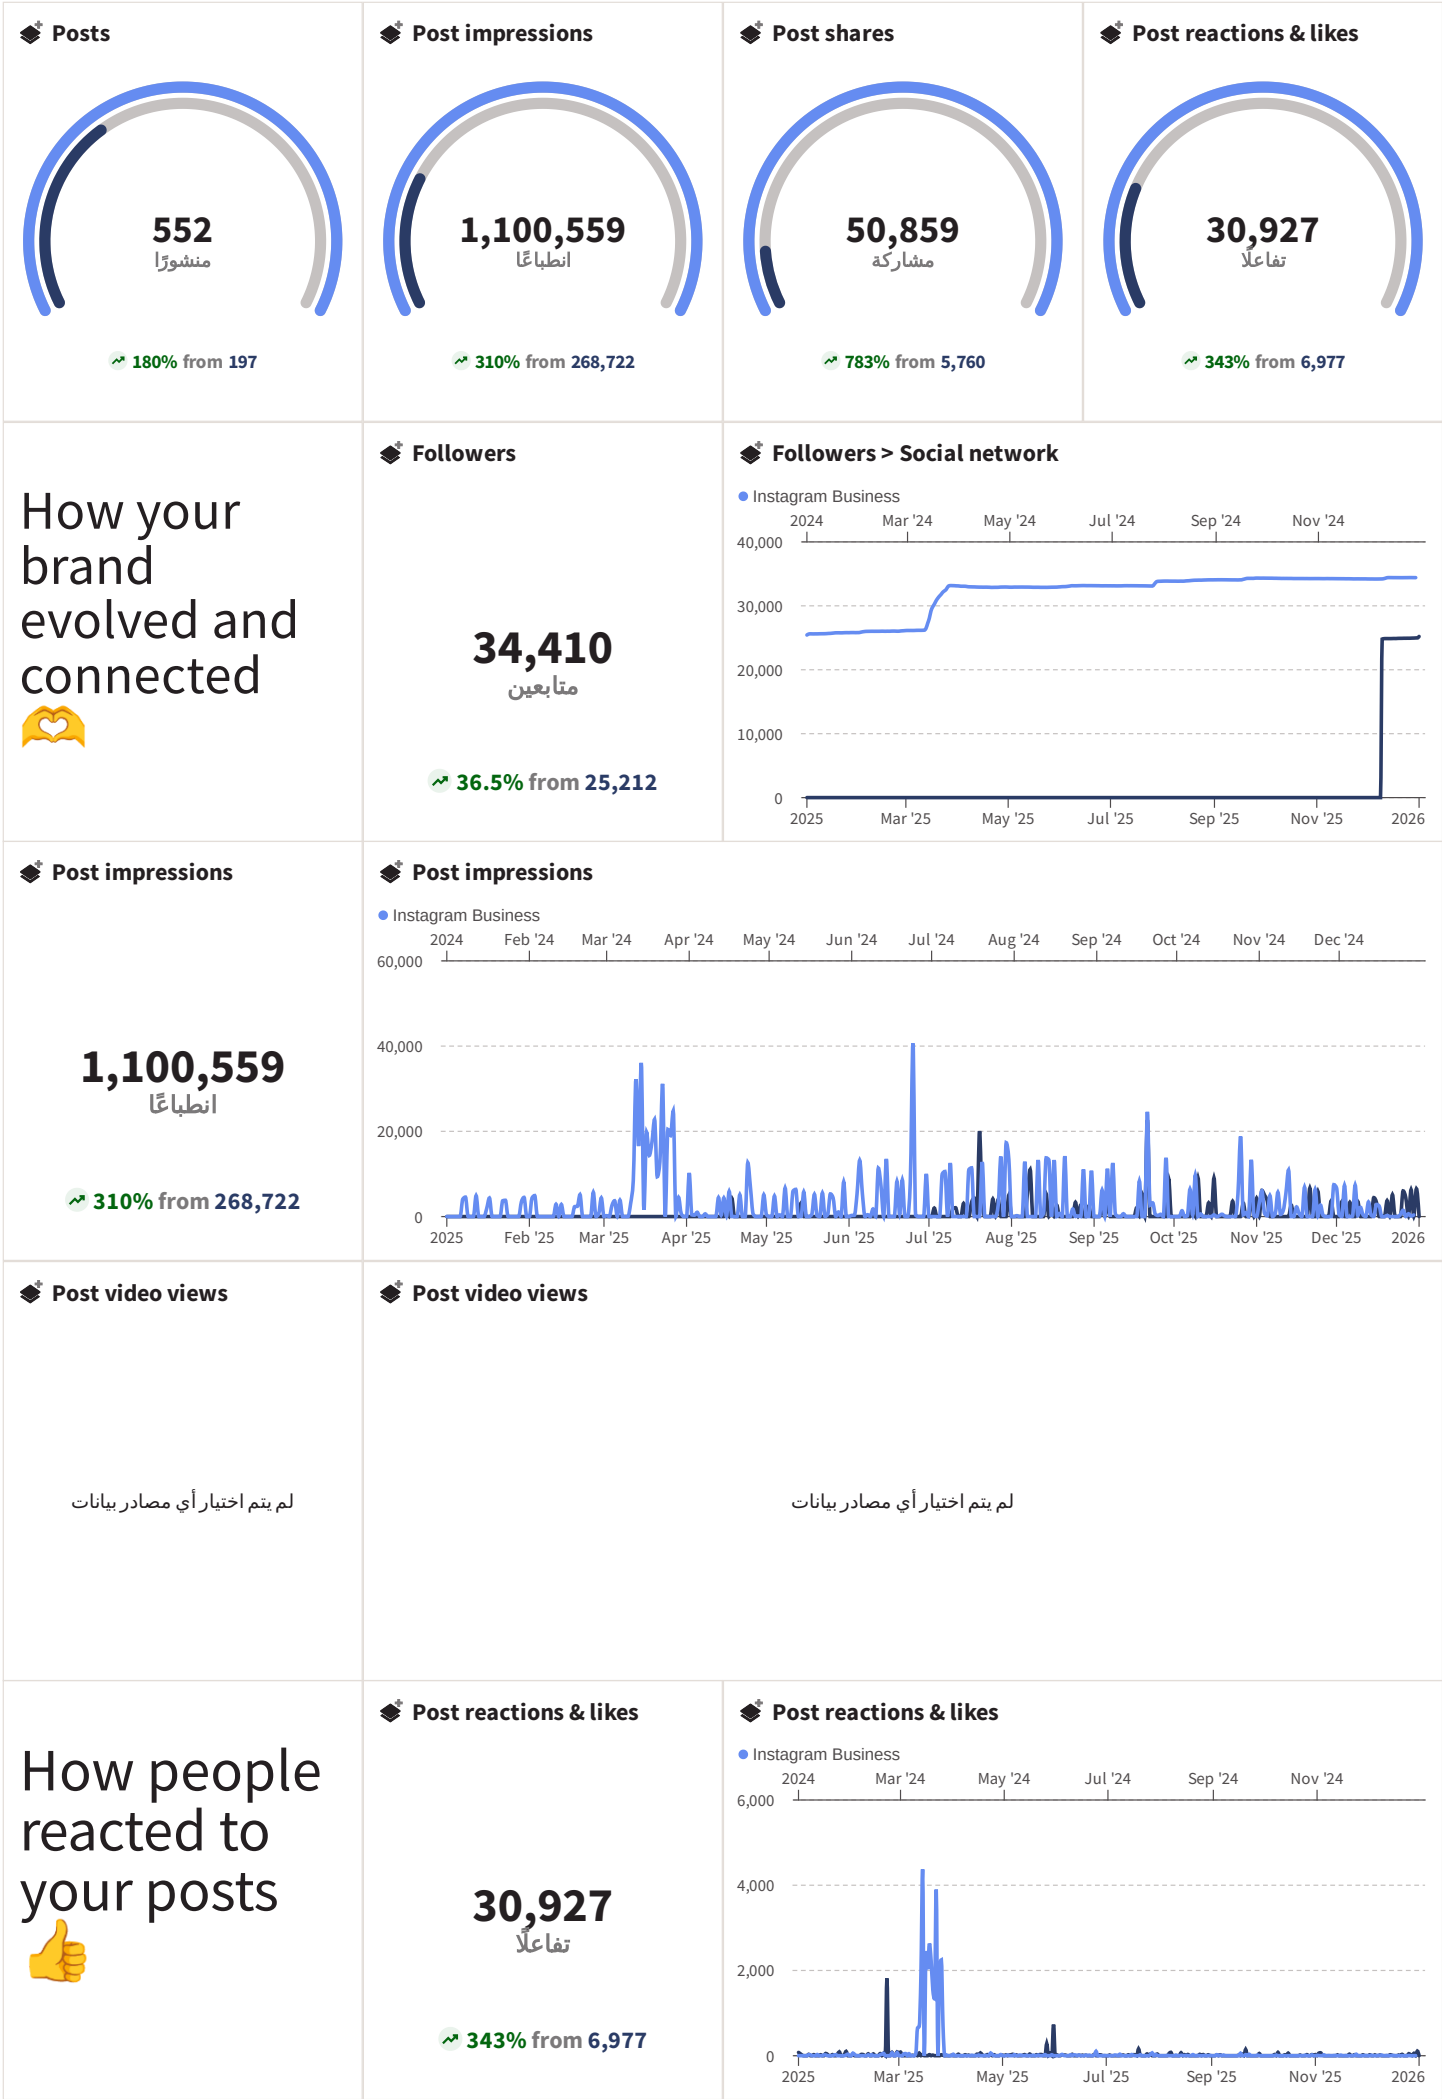 Posts
552
منشورًا
180% from 197
Post impressions
1,100,559
انطباعًا
310% from 268,722
Post shares
50,859
مشاركة
783% from 5,760
Post reactions & likes
30,927
تفاعلًا
343% from 6,977
How your
brand
evolved and
connected
🫶
Followers
34,410
متابعين
36.5% from 25,212
Followers > Social network
Instagram Business
2024 Mar '24 May '24 Jul '24 Sep '24 Nov '24
40,000
30,000
20,000
10,000
0
2025 Mar '25 May '25 Jul '25 Sep '25 Nov '25 2026
Post impressions
1,100,559
انطباعًا
310% from 268,722
Post impressions
Instagram Business
2024 Feb '24 Mar '24 Apr '24 May '24 Jun '24 Jul '24 Aug '24 Sep '24 Oct '24 Nov '24 Dec '24
60,000
40,000
20,000
0
2025 Feb '25 Mar '25 Apr '25 May '25 Jun '25 Jul '25 Aug '25 Sep '25 Oct '25 Nov '25 Dec '25 2026
Post video views
لم يتم اختيار أي مصادر بيانات
Post video views
لم يتم اختيار أي مصادر بيانات
How people
reacted to
your posts
👍
Post reactions & likes
30,927
تفاعلًا
343% from 6,977
Post reactions & likes
Instagram Business
2024 Mar '24 May '24 Jul '24 Sep '24 Nov '24
6,000
4,000
2,000
0
2025 Mar '25 May '25 Jul '25 Sep '25 Nov '25 2026